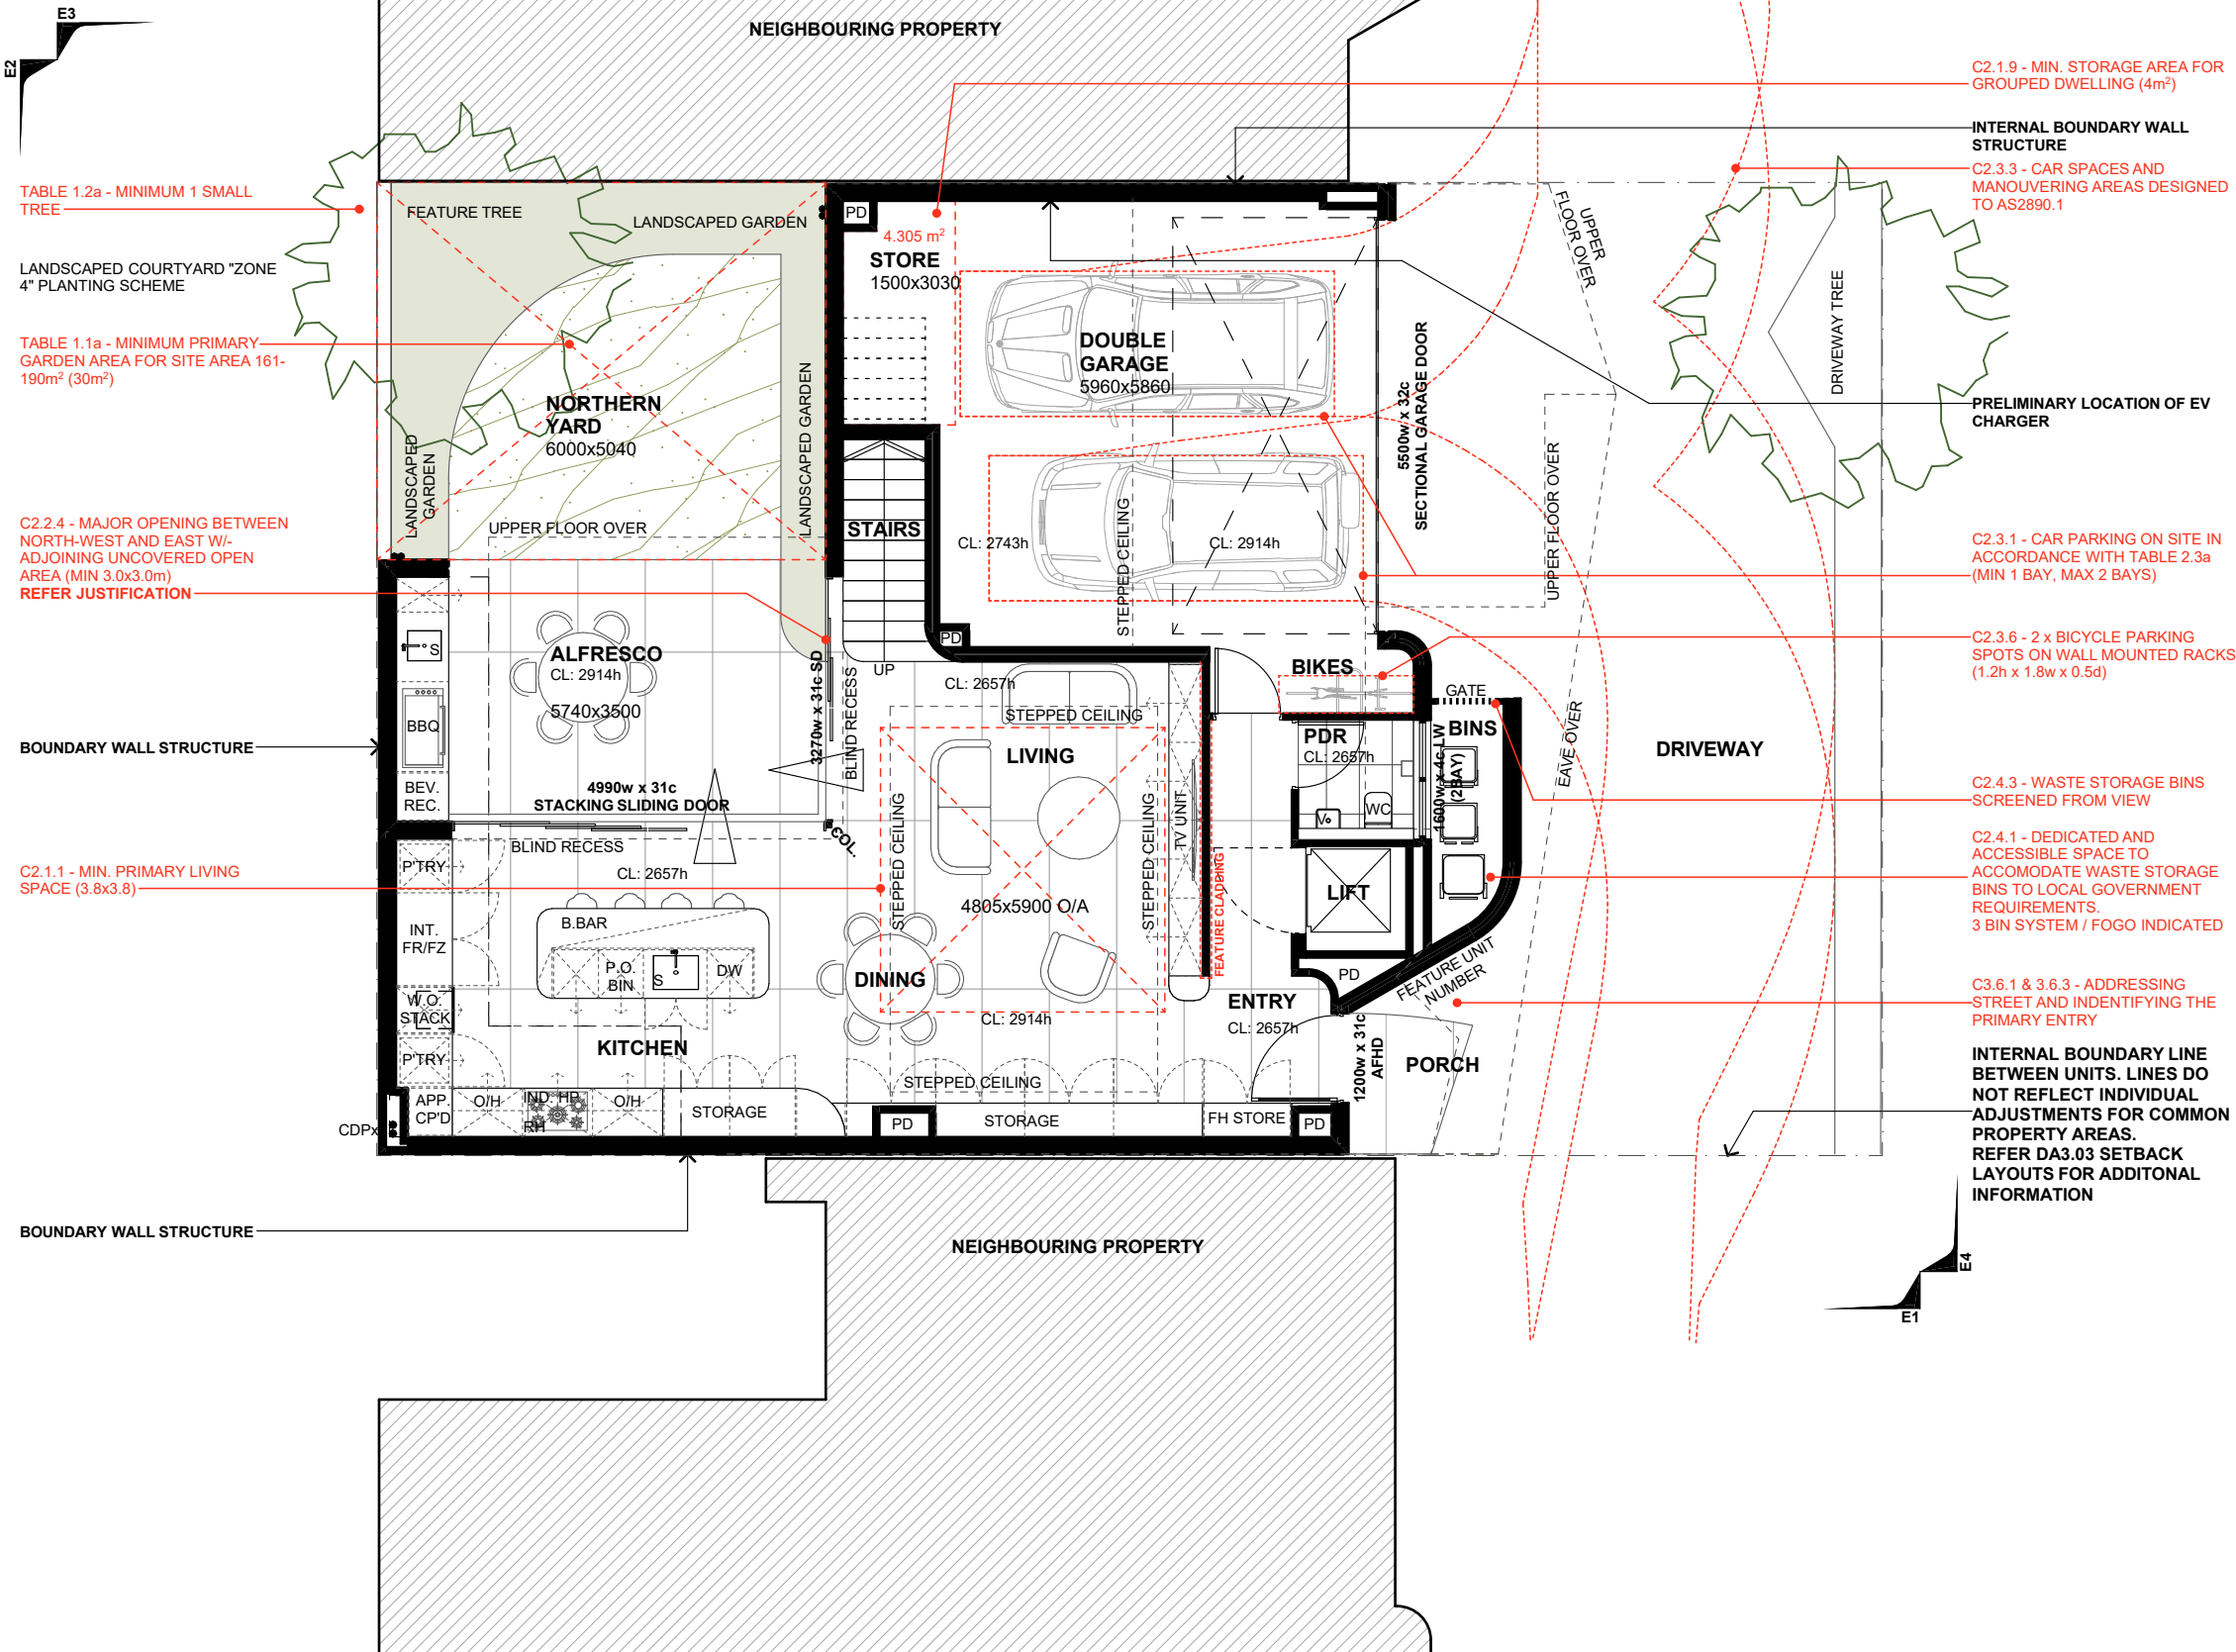 E3
E2
NEIGHBOURING PROPERTY
TABLE 1.2a - MINIMUM 1 SMALL
TREE
LANDSCAPED COURTYARD "ZONE
4" PLANTING SCHEME
TABLE 1.1a - MINIMUM PRIMARY
GARDEN AREA FOR SITE AREA 161-
190m² (30m²)
C2.2.4 - MAJOR OPENING BETWEEN
NORTH-WEST AND EAST W/-
ADJOINING UNCOVERED OPEN
AREA (MIN 3.0x3.0m)
REFER JUSTIFICATION
BOUNDARY WALL STRUCTURE
C2.1.1 - MIN. PRIMARY LIVING
SPACE (3.8x3.8)
BOUNDARY WALL STRUCTURE
FEATURE TREE
LANDSCAPED GARDEN
NORTHERN
YARD
6000x5040
LANDSCAPED
GARDEN
LANDSCAPED GARDEN
UPPER FLOOR OVER
PD
4.305 m²
STORE
1500x3030
DOUBLE
GARAGE
5960x5860
5500w x 32c
SECTIONAL GARAGE DOOR
STAIRS
UP
CL: 2743h
STEPPED CEILING
CL: 2914h
UPPER
FLOOR OVER
UPPER FLOOR OVER
EAVE OVER
DRIVEWAY TREE
DRIVEWAY
PD
S
BBQ
BEV.
REC.
ALFRESCO
CL: 2914h
5740x3500
3270w x 31c SD
BLIND RECESS
4990w x 31c
STACKING SLIDING DOOR
BLIND RECESS
COL.
CL: 2657h
STEPPED CEILING
LIVING
STEPPED CEILING
STEPPED CEILING
TV UNIT
4805x5900 O/A
FEATURE CLADDING
BIKES
GATE
BINS
PDR
CL: 2657h
1600w x 4c LW
(2BAY)
V
WC
LIFT
PD
FEATURE UNIT
NUMBER
P'TRY
INT.
FR/FZ
W.O.
STACK
P'TRY
APP.
CP'D
CL: 2657h
B.BAR
P.O.
BIN
S
DW
KITCHEN
DINING
CL: 2914h
STEPPED CEILING
ENTRY
CL: 2657h
1200w x 31c
AFHD
PORCH
O/H
IND. HP
RH
O/H
STORAGE
PD
STORAGE
FH STORE
PD
CDPx
NEIGHBOURING PROPERTY
C2.1.9 - MIN. STORAGE AREA FOR
GROUPED DWELLING (4m²)
INTERNAL BOUNDARY WALL
STRUCTURE
C2.3.3 - CAR SPACES AND
MANOUVERING AREAS DESIGNED
TO AS2890.1
PRELIMINARY LOCATION OF EV
CHARGER
C2.3.1 - CAR PARKING ON SITE IN
ACCORDANCE WITH TABLE 2.3a
(MIN 1 BAY, MAX 2 BAYS)
C2.3.6 - 2 x BICYCLE PARKING
SPOTS ON WALL MOUNTED RACKS
(1.2h x 1.8w x 0.5d)
C2.4.3 - WASTE STORAGE BINS
SCREENED FROM VIEW
C2.4.1 - DEDICATED AND
ACCESSIBLE SPACE TO
ACCOMODATE WASTE STORAGE
BINS TO LOCAL GOVERNMENT
REQUIREMENTS.
3 BIN SYSTEM / FOGO INDICATED
C3.6.1 & 3.6.3 - ADDRESSING
STREET AND INDENTIFYING THE
PRIMARY ENTRY
INTERNAL BOUNDARY LINE
BETWEEN UNITS. LINES DO
NOT REFLECT INDIVIDUAL
ADJUSTMENTS FOR COMMON
PROPERTY AREAS.
REFER DA3.03 SETBACK
LAYOUTS FOR ADDITONAL
INFORMATION
E4
E1